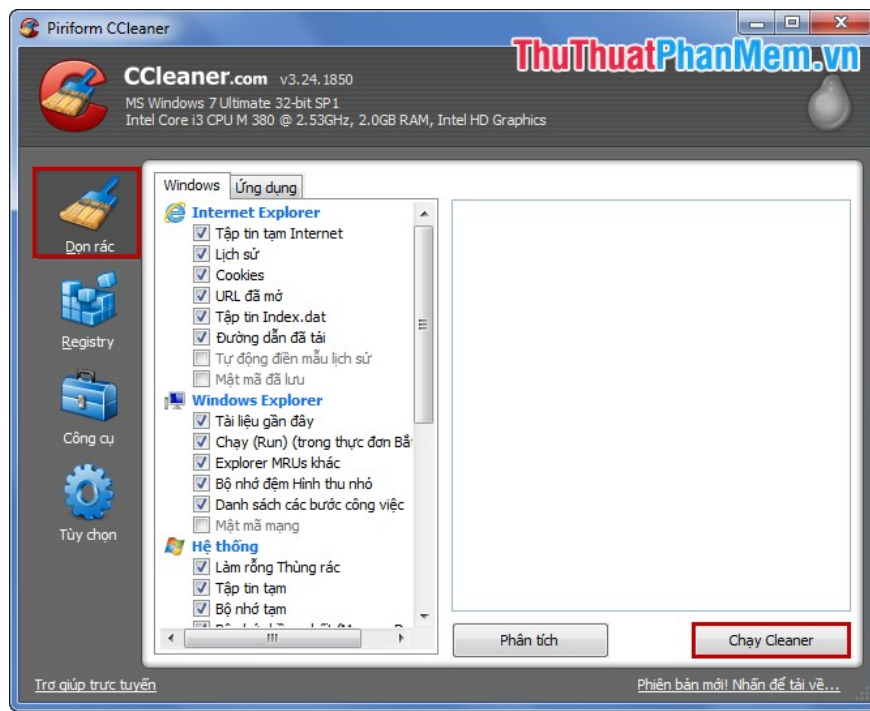 Piriform CCleaner
ThuThuatPhanMem.vn
CCleaner.com v3.24.1850
MS Windows 7 Ultimate 32-bit SP1
Intel Core i3 CPU M 380 @ 2.53GHz, 2.0GB RAM, Intel HD Graphics
Dọn rác
Registry
Công cụ
Tùy chọn
Windows
Ứng dụng
Internet Explorer
Tập tin tạm Internet
Lịch sử
Cookies
URL đã mở
Tập tin Index.dat
Đường dẫn đã tải
Tự động điền mẫu lịch sử
Mật mã đã lưu
Windows Explorer
Tài liệu gần đây
Chạy (Run) (trong thực đơn Bắ
Explorer MRUs khác
Bộ nhớ đệm Hình thu nhỏ
Danh sách các bước công việc
Mật mã mạng
Hệ thống
Làm rỗng Thùng rác
Tập tin tạm
Bộ nhớ tạm
Phân tích
Chạy Cleaner
Trợ giúp trực tuyến
Phiên bản mới! Nhấn để tải về...